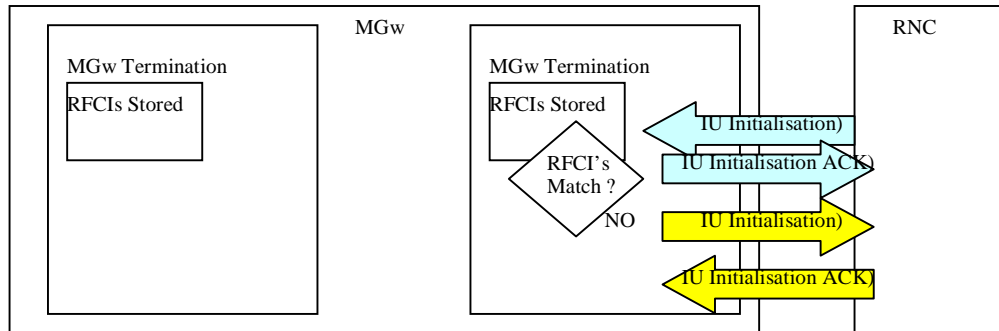 MGw
RNC
MGw Termination
RFCIs Stored
MGw Termination
RFCIs Stored
RFCI's
Match ?
NO
IU Initialisation)
IU Initialisation ACK)
IU Initialisation)
IU Initialisation ACK)